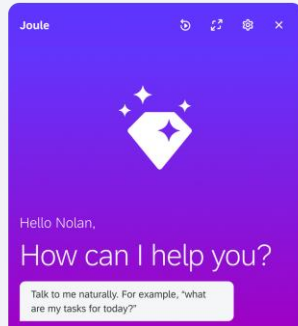 Joule
Hello Nolan,
How can I help you?
Talk to me naturally. For example, “what
are my tasks for today?”